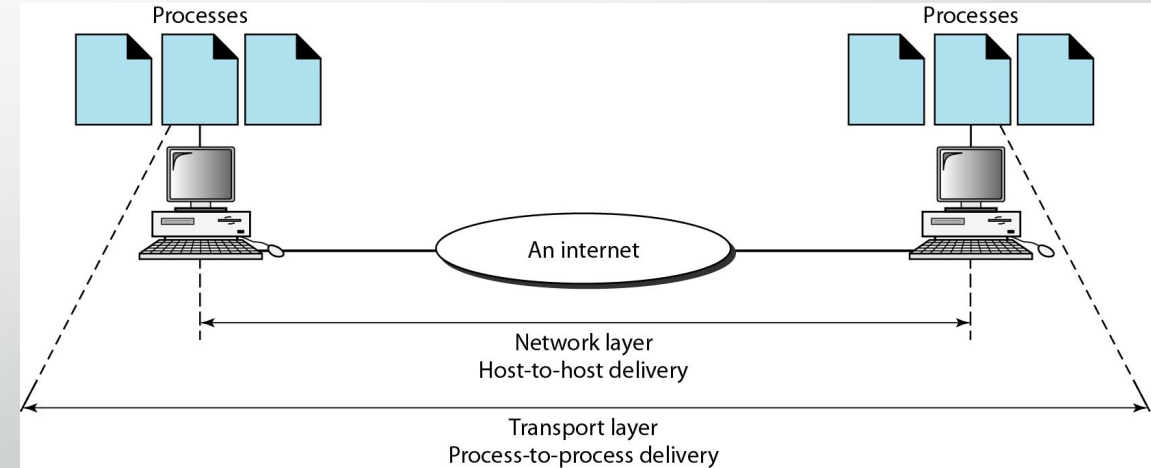 Processes
Processes
An internet
Network layer
Host-to-host delivery
Transport layer
Process-to-process delivery